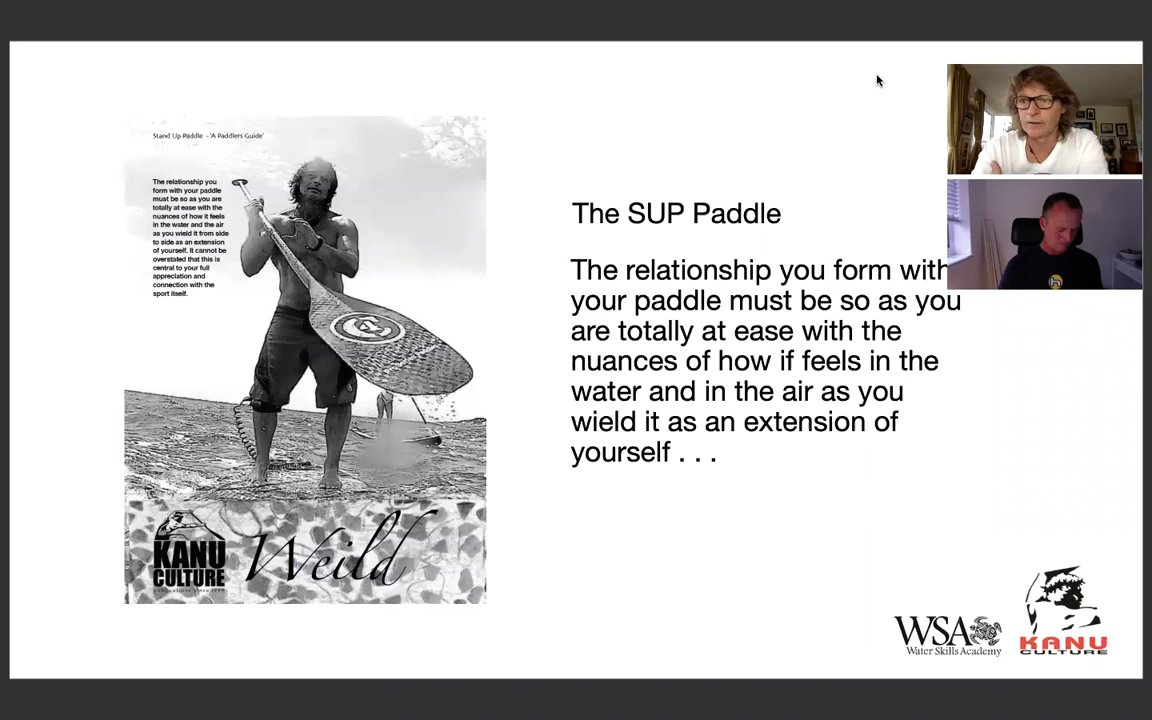 Stand Up Paddle - 'A Paddlers Guide'
The relationship you
form with your paddle
must be so as you are
totally at ease with the
nuances of how it feels
in the water and the air
as you wield it from side
to side as an extension
of yourself. It cannot be
overstated that this is
central to your full
appreciation and
connection with the
sport itself.
KANU
CULTURE
Weild
The SUP Paddle
The relationship you form with
your paddle must be so as you
are totally at ease with the
nuances of how if feels in the
water and in the air as you
wield it as an extension of
yourself . . .
WSA
Water Skills Academy
KANU
CULTURE